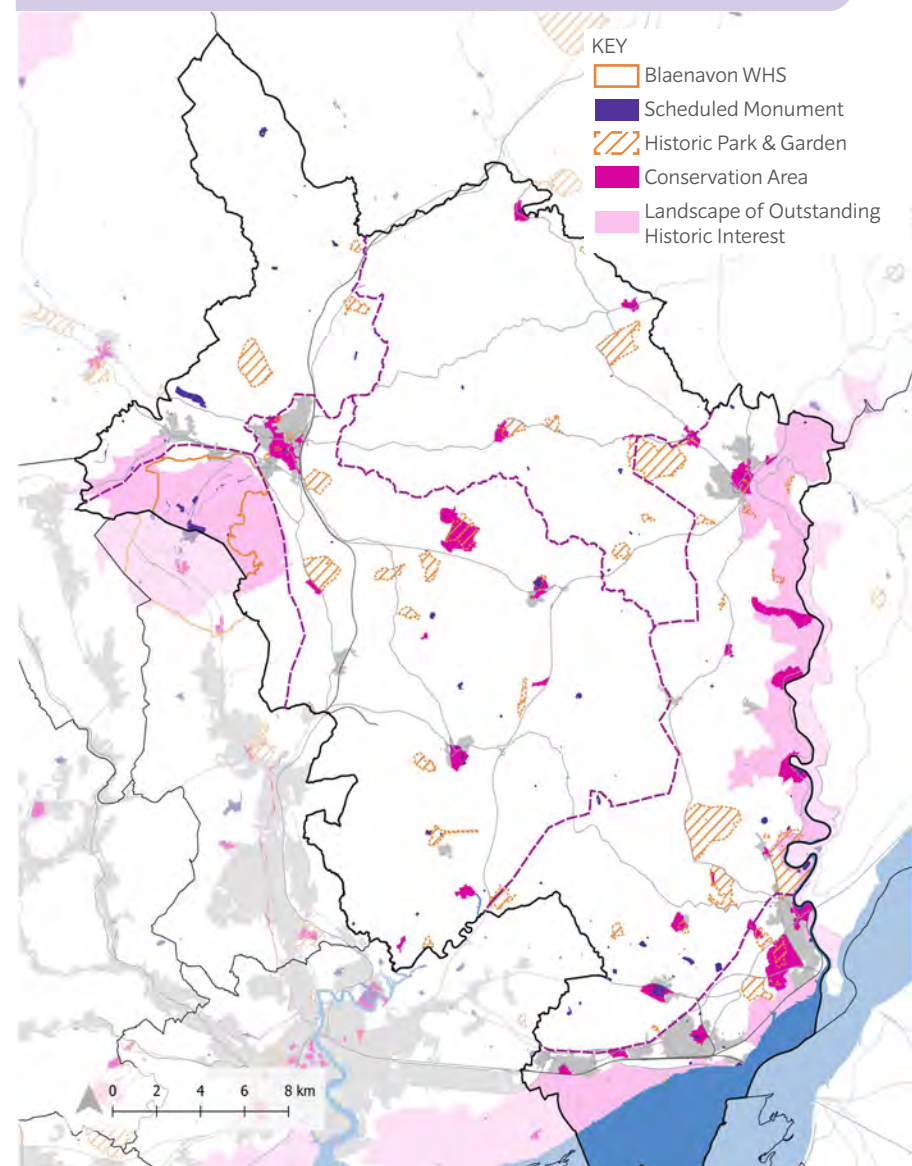 KEY
Blaenavon WHS
Scheduled Monument
Historic Park & Garden
Conservation Area
Landscape of Outstanding
Historic Interest
0 2 4 6 8 km